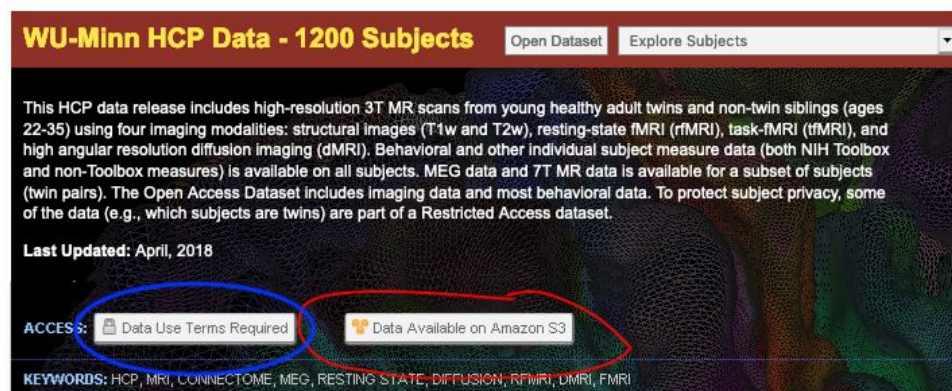 WU-Minn HCP Data - 1200 Subjects Open Dataset Explore Subjects
This HCP data release includes high-resolution 3T MR scans from young healthy adult twins and non-twin siblings (ages
22-35) using four imaging modalities: structural images (T1w and T2w), resting-state fMRI (rfMRI), task-fMRI (tfMRI), and
high angular resolution diffusion imaging (dMRI). Behavioral and other individual subject measure data (both NIH Toolbox
and non-Toolbox measures) is available on all subjects. MEG data and 7T MR data is available for a subset of subjects
(twin pairs). The Open Access Dataset includes imaging data and most behavioral data. To protect subject privacy, some
of the data (e.g., which subjects are twins) are part of a Restricted Access dataset.
Last Updated: April, 2018
ACCESS: Data Use Terms Required Data Available on Amazon S3
KEYWORDS: HCP, MRI, CONNECTOME, MEG, RESTING STATE, DIFFUSION, RFMRI, DMRI, FMRI